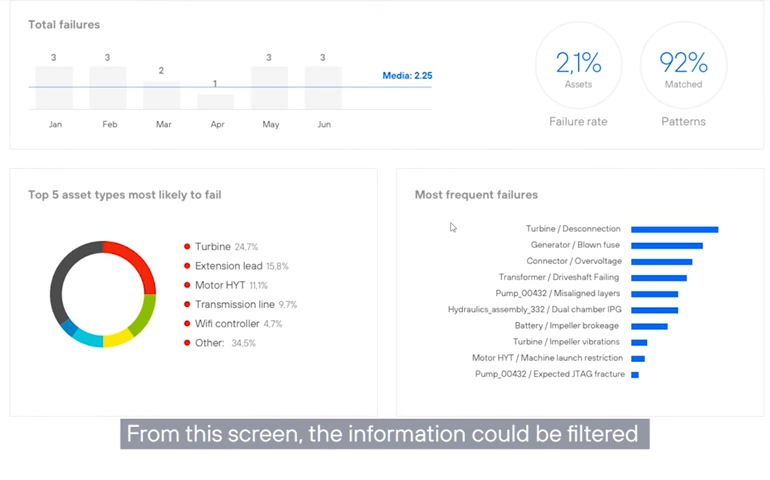 Total failures
3 3 2 1 3 3
Media: 2.25
Jan Feb Mar Apr May Jun
2,1%
Assets
Failure rate
92%
Matched
Patterns
Top 5 asset types most likely to fail
Turbine 24,7%
Extension lead 15,8%
Motor HYT 11,1%
Transmission line 9,7%
Wifi controller 4,7%
Other: 34,5%
Most frequent failures
Turbine / Desconnection
Generator / Blown fuse
Connector / Overvoltage
Transformer / Driveshaft Failing
Pump_00432 / Misaligned layers
Hydraulics_assembly_332 / Dual chamber IPG
Battery / Impeller brokeage
Turbine / Impeller vibrations
Motor HYT / Machine launch restriction
Pump_00432 / Expected JTAG fracture
From this screen, the information could be filtered